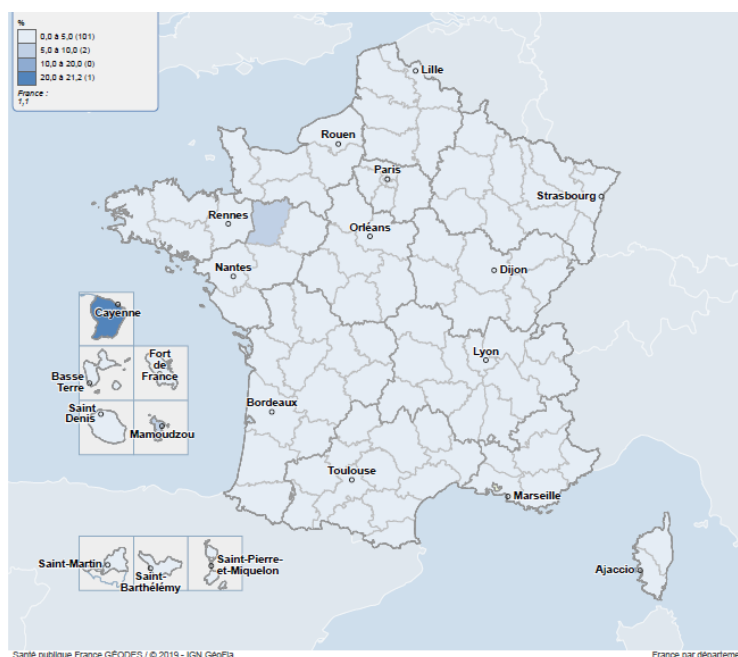 %
0,0 à 5,0 (101)
5,0 à 10,0 (2)
10,0 à 20,0 (0)
20,0 à 21,2 (1)
France :
1,1
Lille
Rouen
Paris
Strasbourg
Rennes
Orléans
Nantes
Dijon
Cayenne
Lyon
Basse
Terre
Fort
de
France
Bordeaux
Saint
Denis
Mamoudzou
Toulouse
Marseille
Saint-Martin
Saint-
Barthélémy
Saint-Pierre-
et-Miquelon
Ajaccio
Santé publique France GÉODES / © 2019 - IGN GéoFla
France par départeme